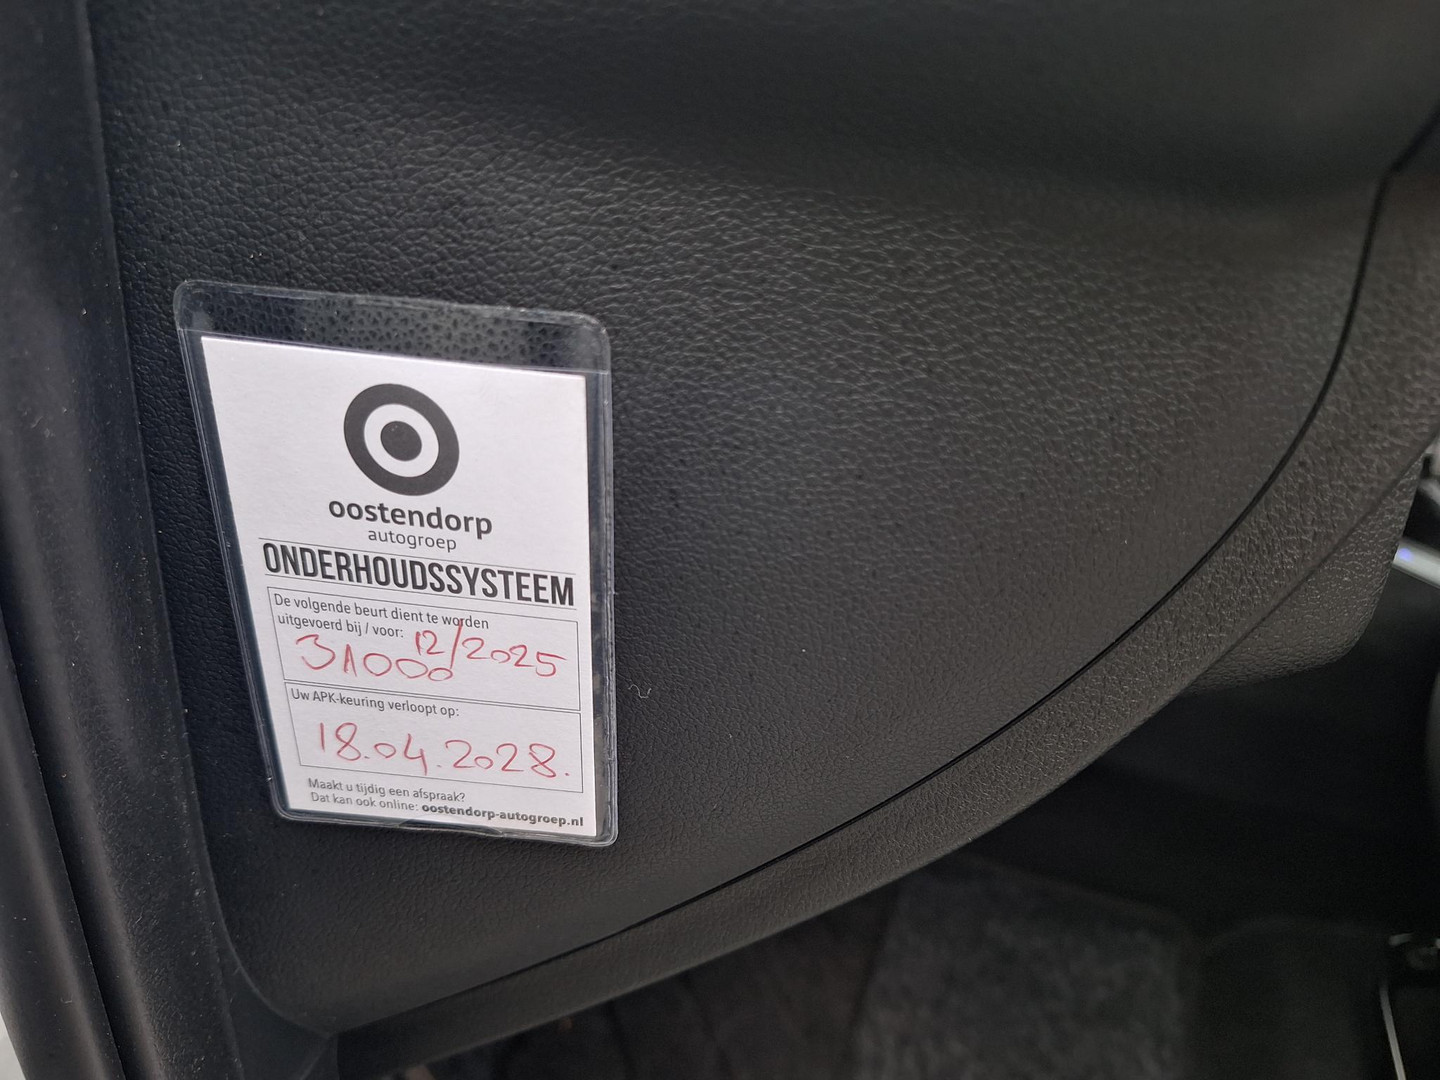 oostendorp
autogroep
ONDERHOUDSSYSTEEM
De volgende beurt dient te worden
uitgevoerd bij / voor: 12/2025
31000
Uw APK-keuring verloopt op:
18.04.2028.
Maakt u tijdig een afspraak?
Dat kan ook online: oostendorp-autogroep.nl